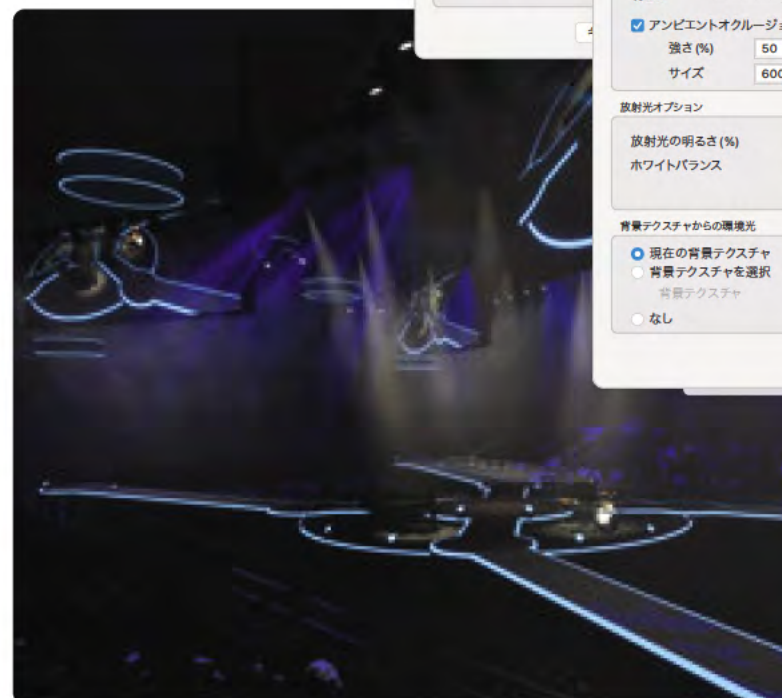 アンビエントオクルージョ
強さ(%) 50
サイズ 600
放射光オプション
放射光の明るさ(%)
ホワイトバランス
背景テクスチャからの環境光
現在の背景テクスチャ
背景テクスチャを選択
背景テクスチャ
なし